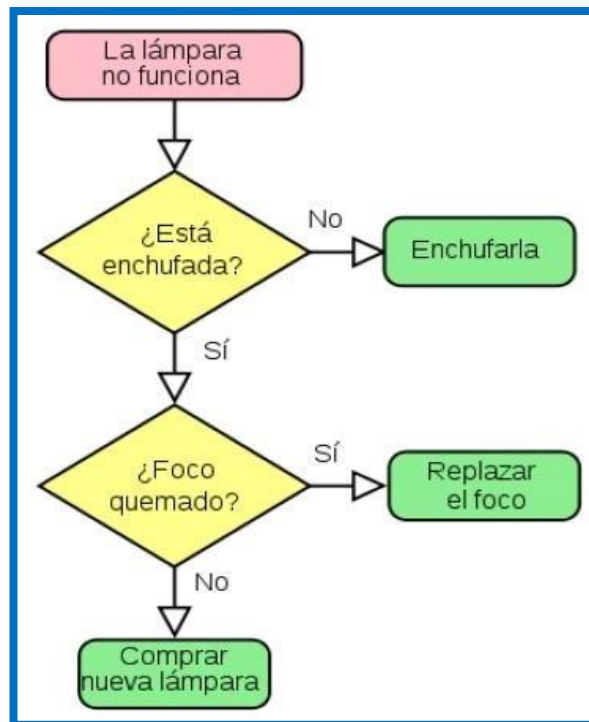 La lámpara
no funciona
¿Está
enchufada?
No
Enchufarla
Sí
¿Foco
quemado?
Sí
Replazar
el foco
No
Comprar
nueva lámpara